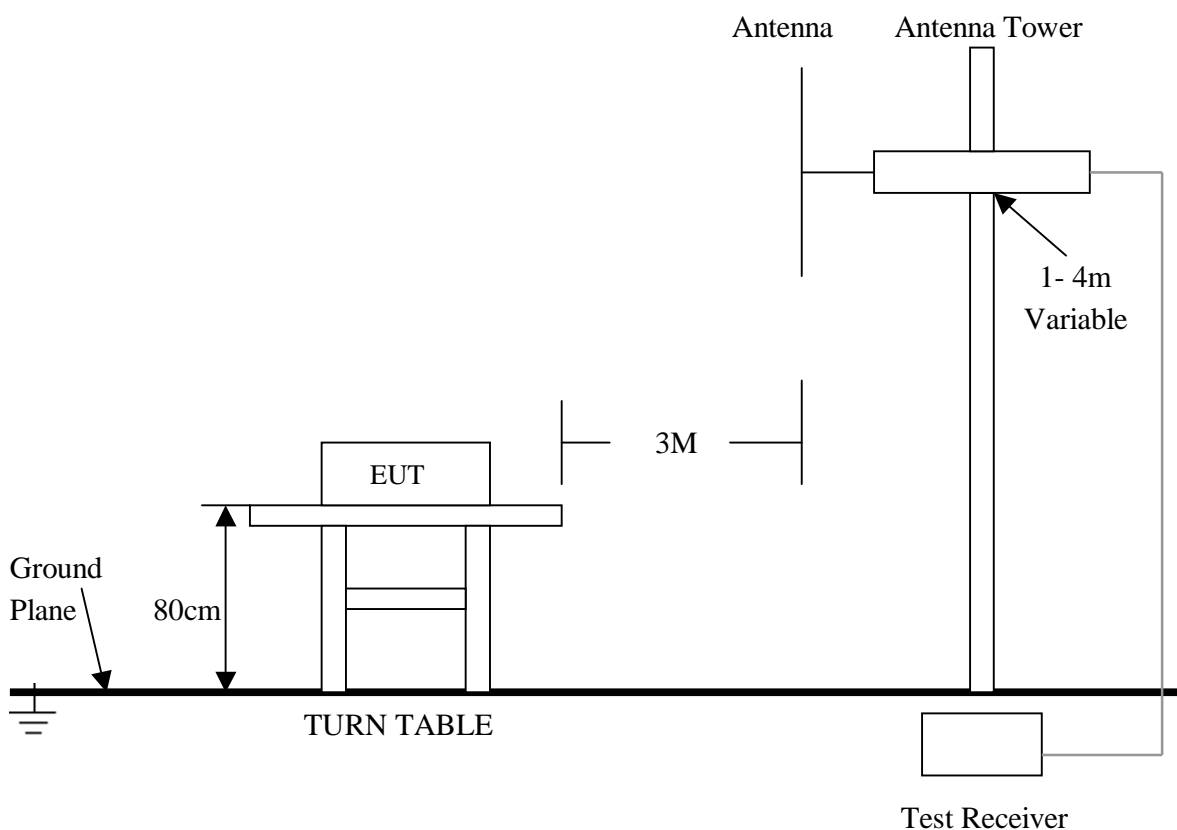 Antenna
Antenna Tower
1- 4m
Variable
3M
EUT
Ground
Plane
80cm
TURN TABLE
Test Receiver